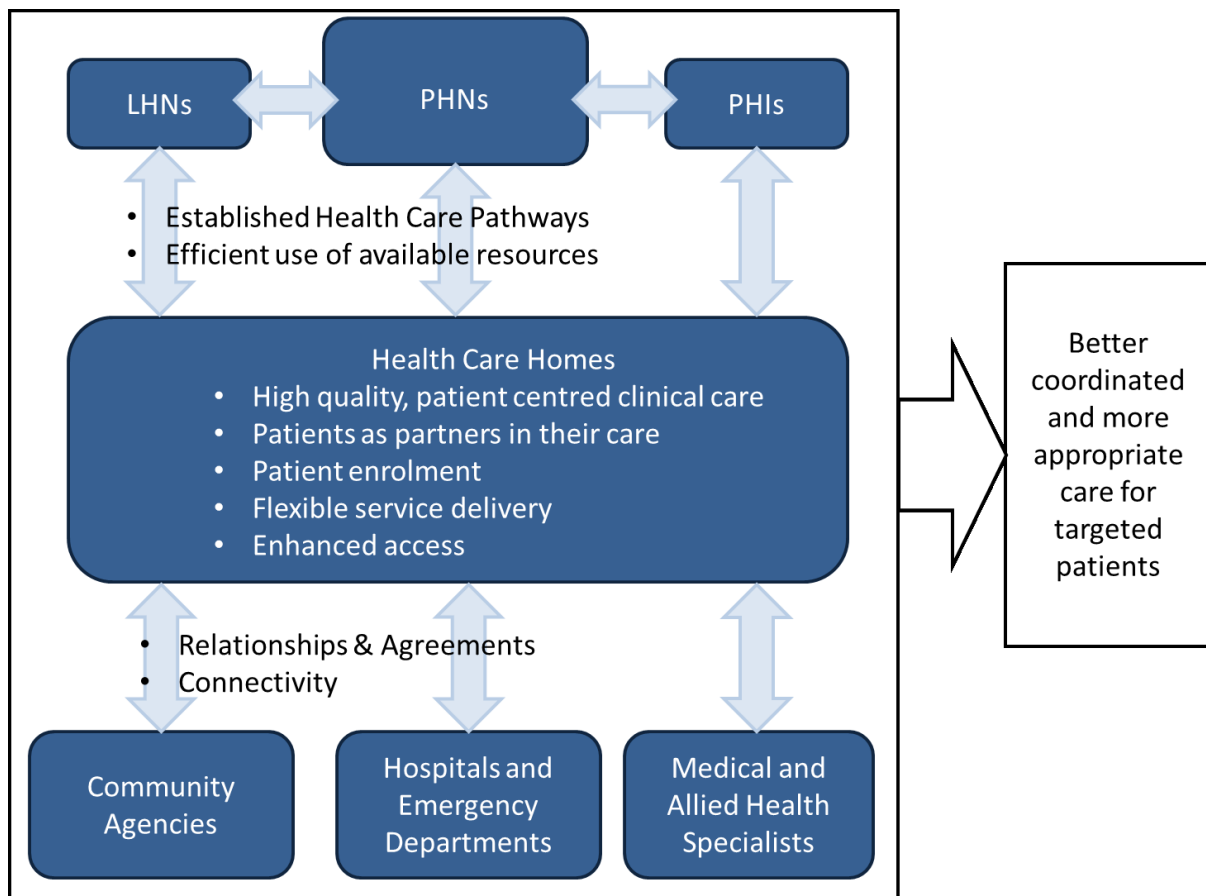 LHNs
PHNs
PHIs
• Established Health Care Pathways
• Efficient use of available resources
Health Care Homes
• High quality, patient centred clinical care
• Patients as partners in their care
• Patient enrolment
• Flexible service delivery
• Enhanced access
• Relationships & Agreements
• Connectivity
Community
Agencies
Hospitals and
Emergency
Departments
Medical and
Allied Health
Specialists
Better
coordinated
and more
appropriate
care for
targeted
patients